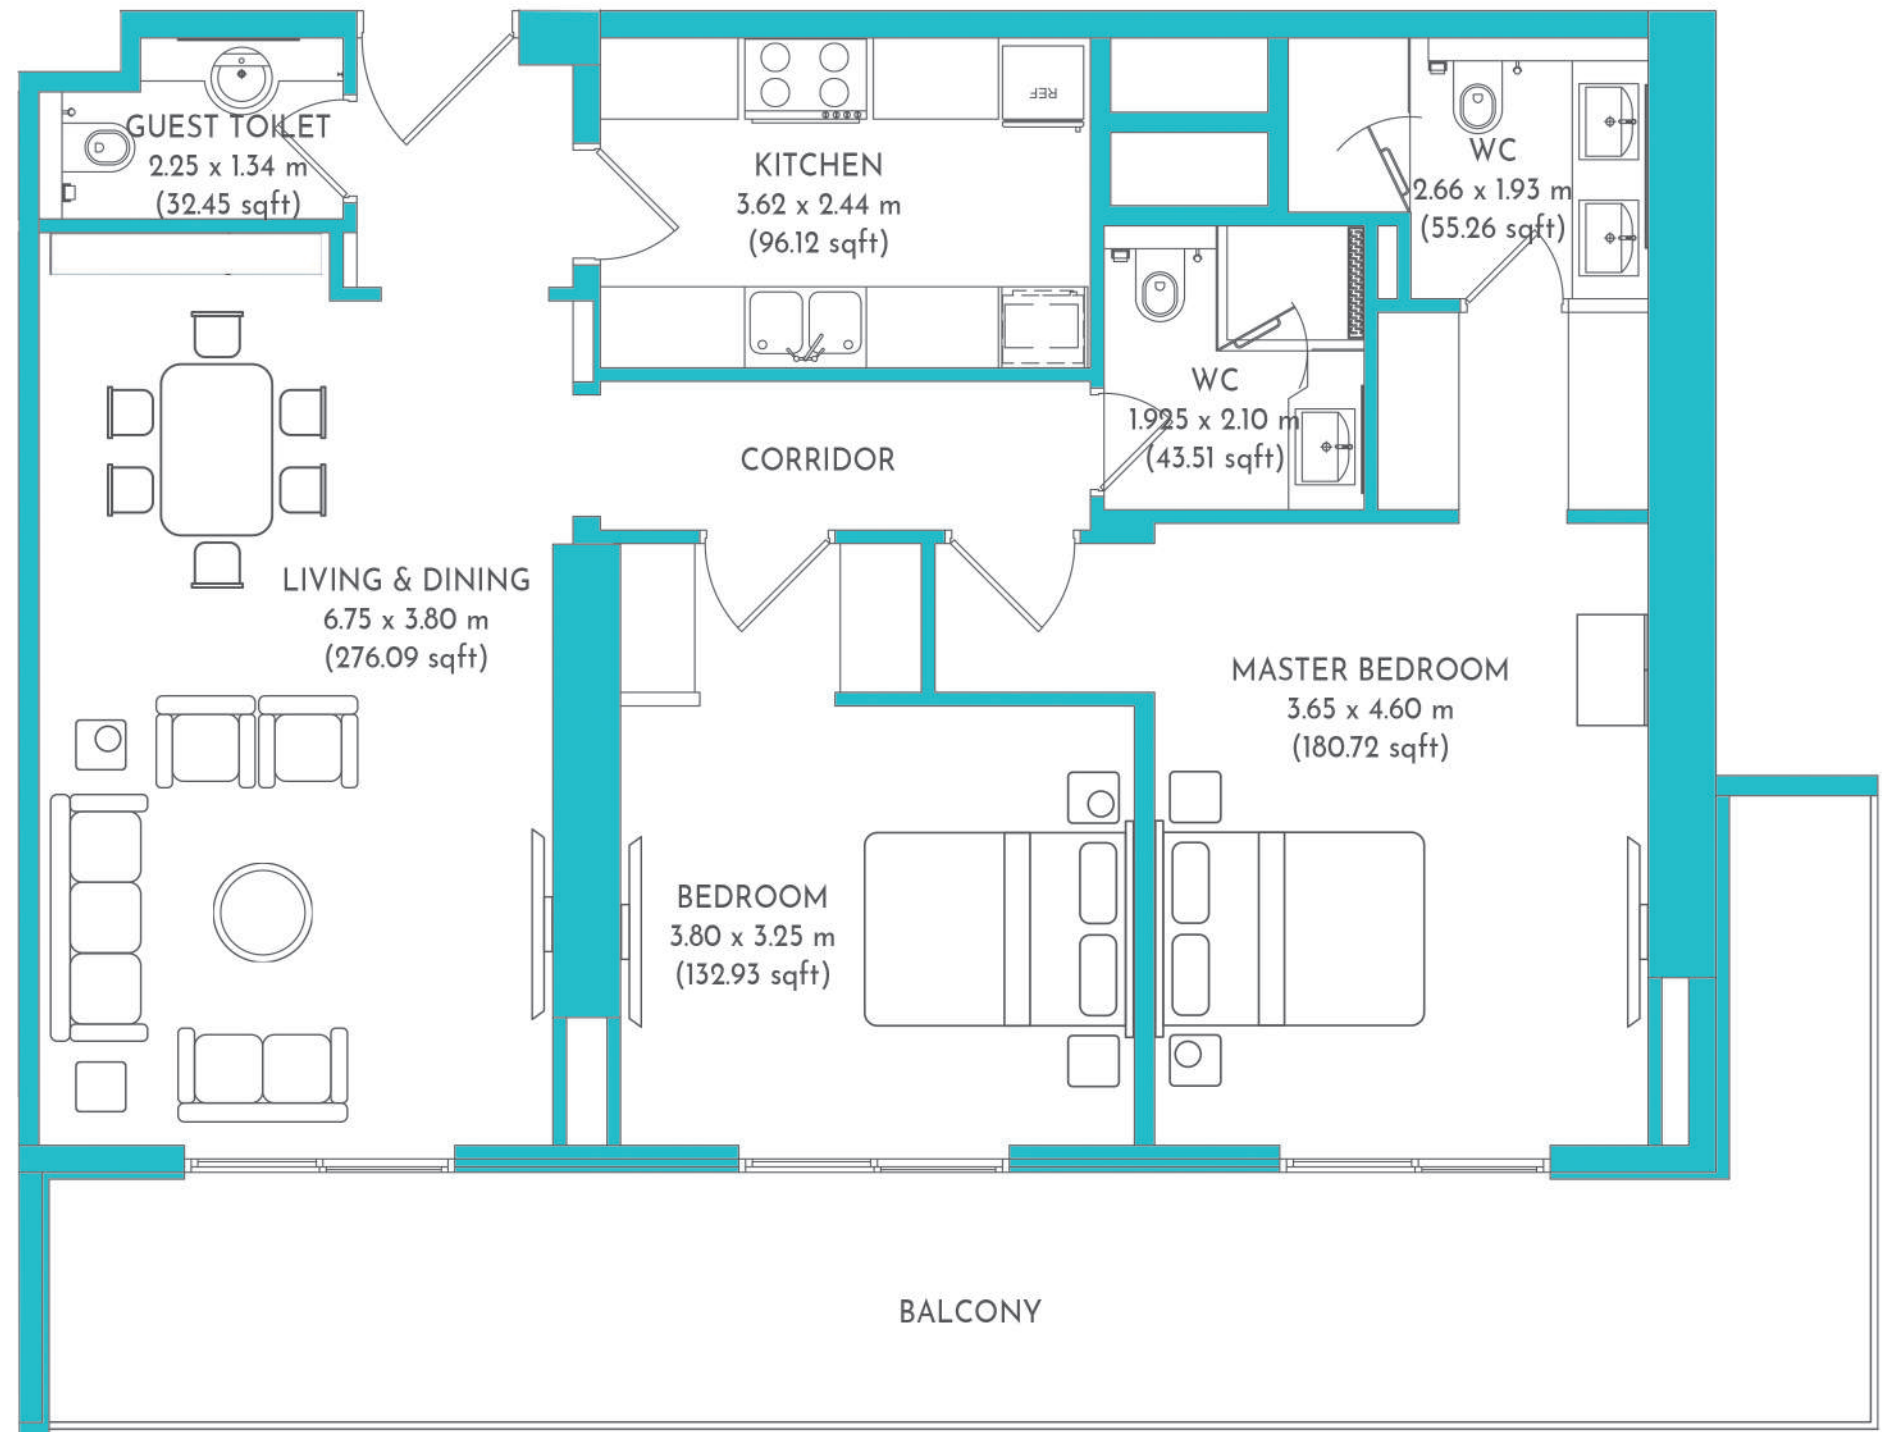 GUEST TOILET
2.25 x 1.34 m
(32.45 sqft)
KITCHEN
3.62 x 2.44 m
(96.12 sqft)
REF
WC
2.66 x 1.93 m
(55.26 sqft)
WC
1.925 x 2.10 m
(43.51 sqft)
CORRIDOR
LIVING & DINING
6.75 x 3.80 m
(276.09 sqft)
MASTER BEDROOM
3.65 x 4.60 m
(180.72 sqft)
BEDROOM
3.80 x 3.25 m
(132.93 sqft)
BALCONY